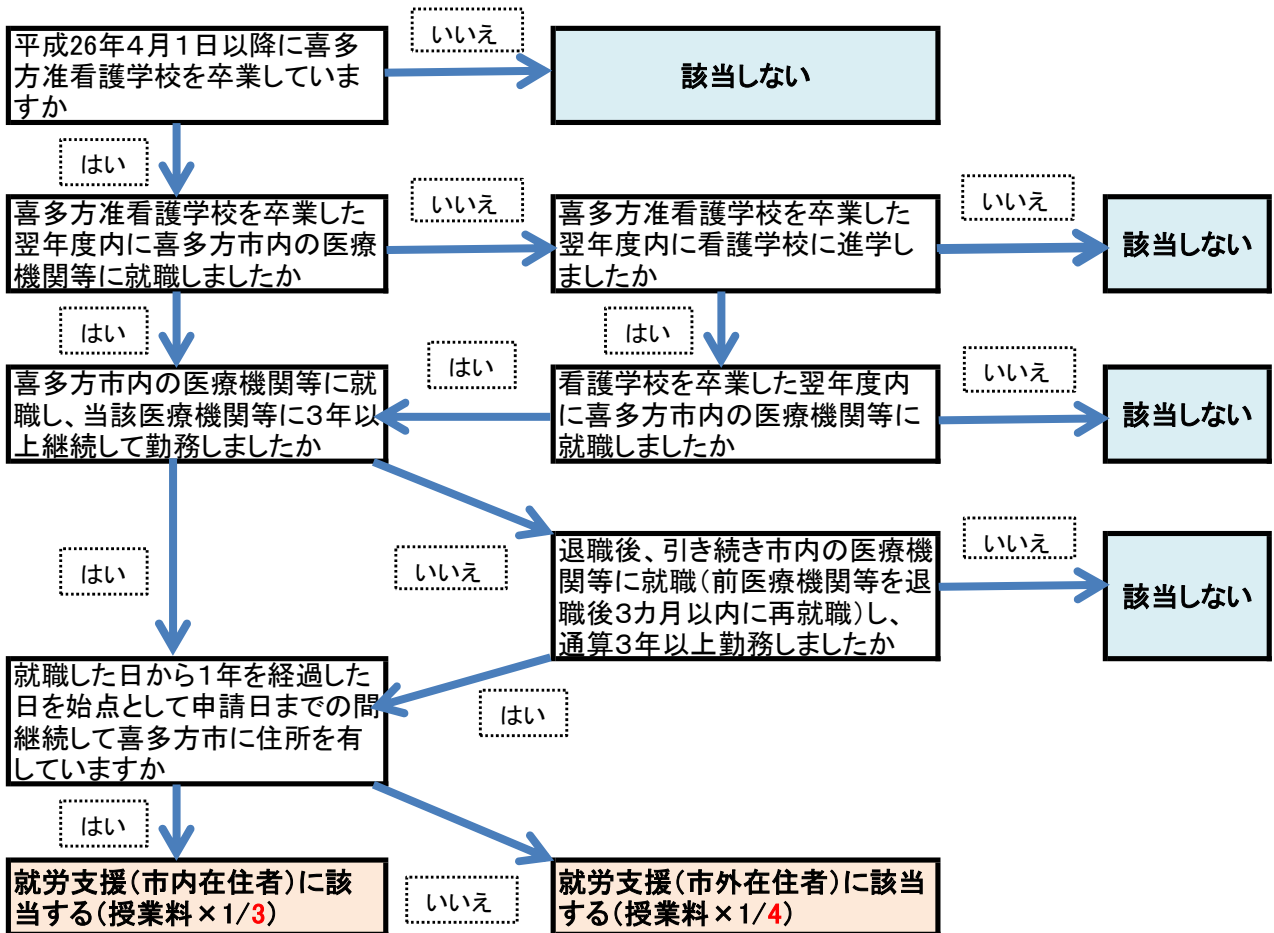 平成26年4月1日以降に喜多
方准看護学校を卒業していま
すか
いいえ
該当しない
はい
喜多方准看護学校を卒業した
翌年度内に喜多方市内の医療
機関等に就職しましたか
いいえ
喜多方准看護学校を卒業した
翌年度内に看護学校に進学し
ましたか
いいえ
該当しない
はい
はい
喜多方市内の医療機関等に就
職し、当該医療機関等に3年以
上継続して勤務しましたか
はい
看護学校を卒業した翌年度内
に喜多方市内の医療機関等に
就職しましたか
いいえ
該当しない
はい
いいえ
退職後、引き続き市内の医療機
関等に就職(前医療機関等を退
職後3カ月以内に再就職)し、
通算3年以上勤務しましたか
いいえ
該当しない
就職した日から1年を経過した
日を始点として申請日までの間
継続して喜多方市に住所を有
していますか
はい
はい
就労支援(市内在住者)に該
当する(授業料×1/3)
いいえ
就労支援(市外在住者)に該当
する(授業料×1/4)